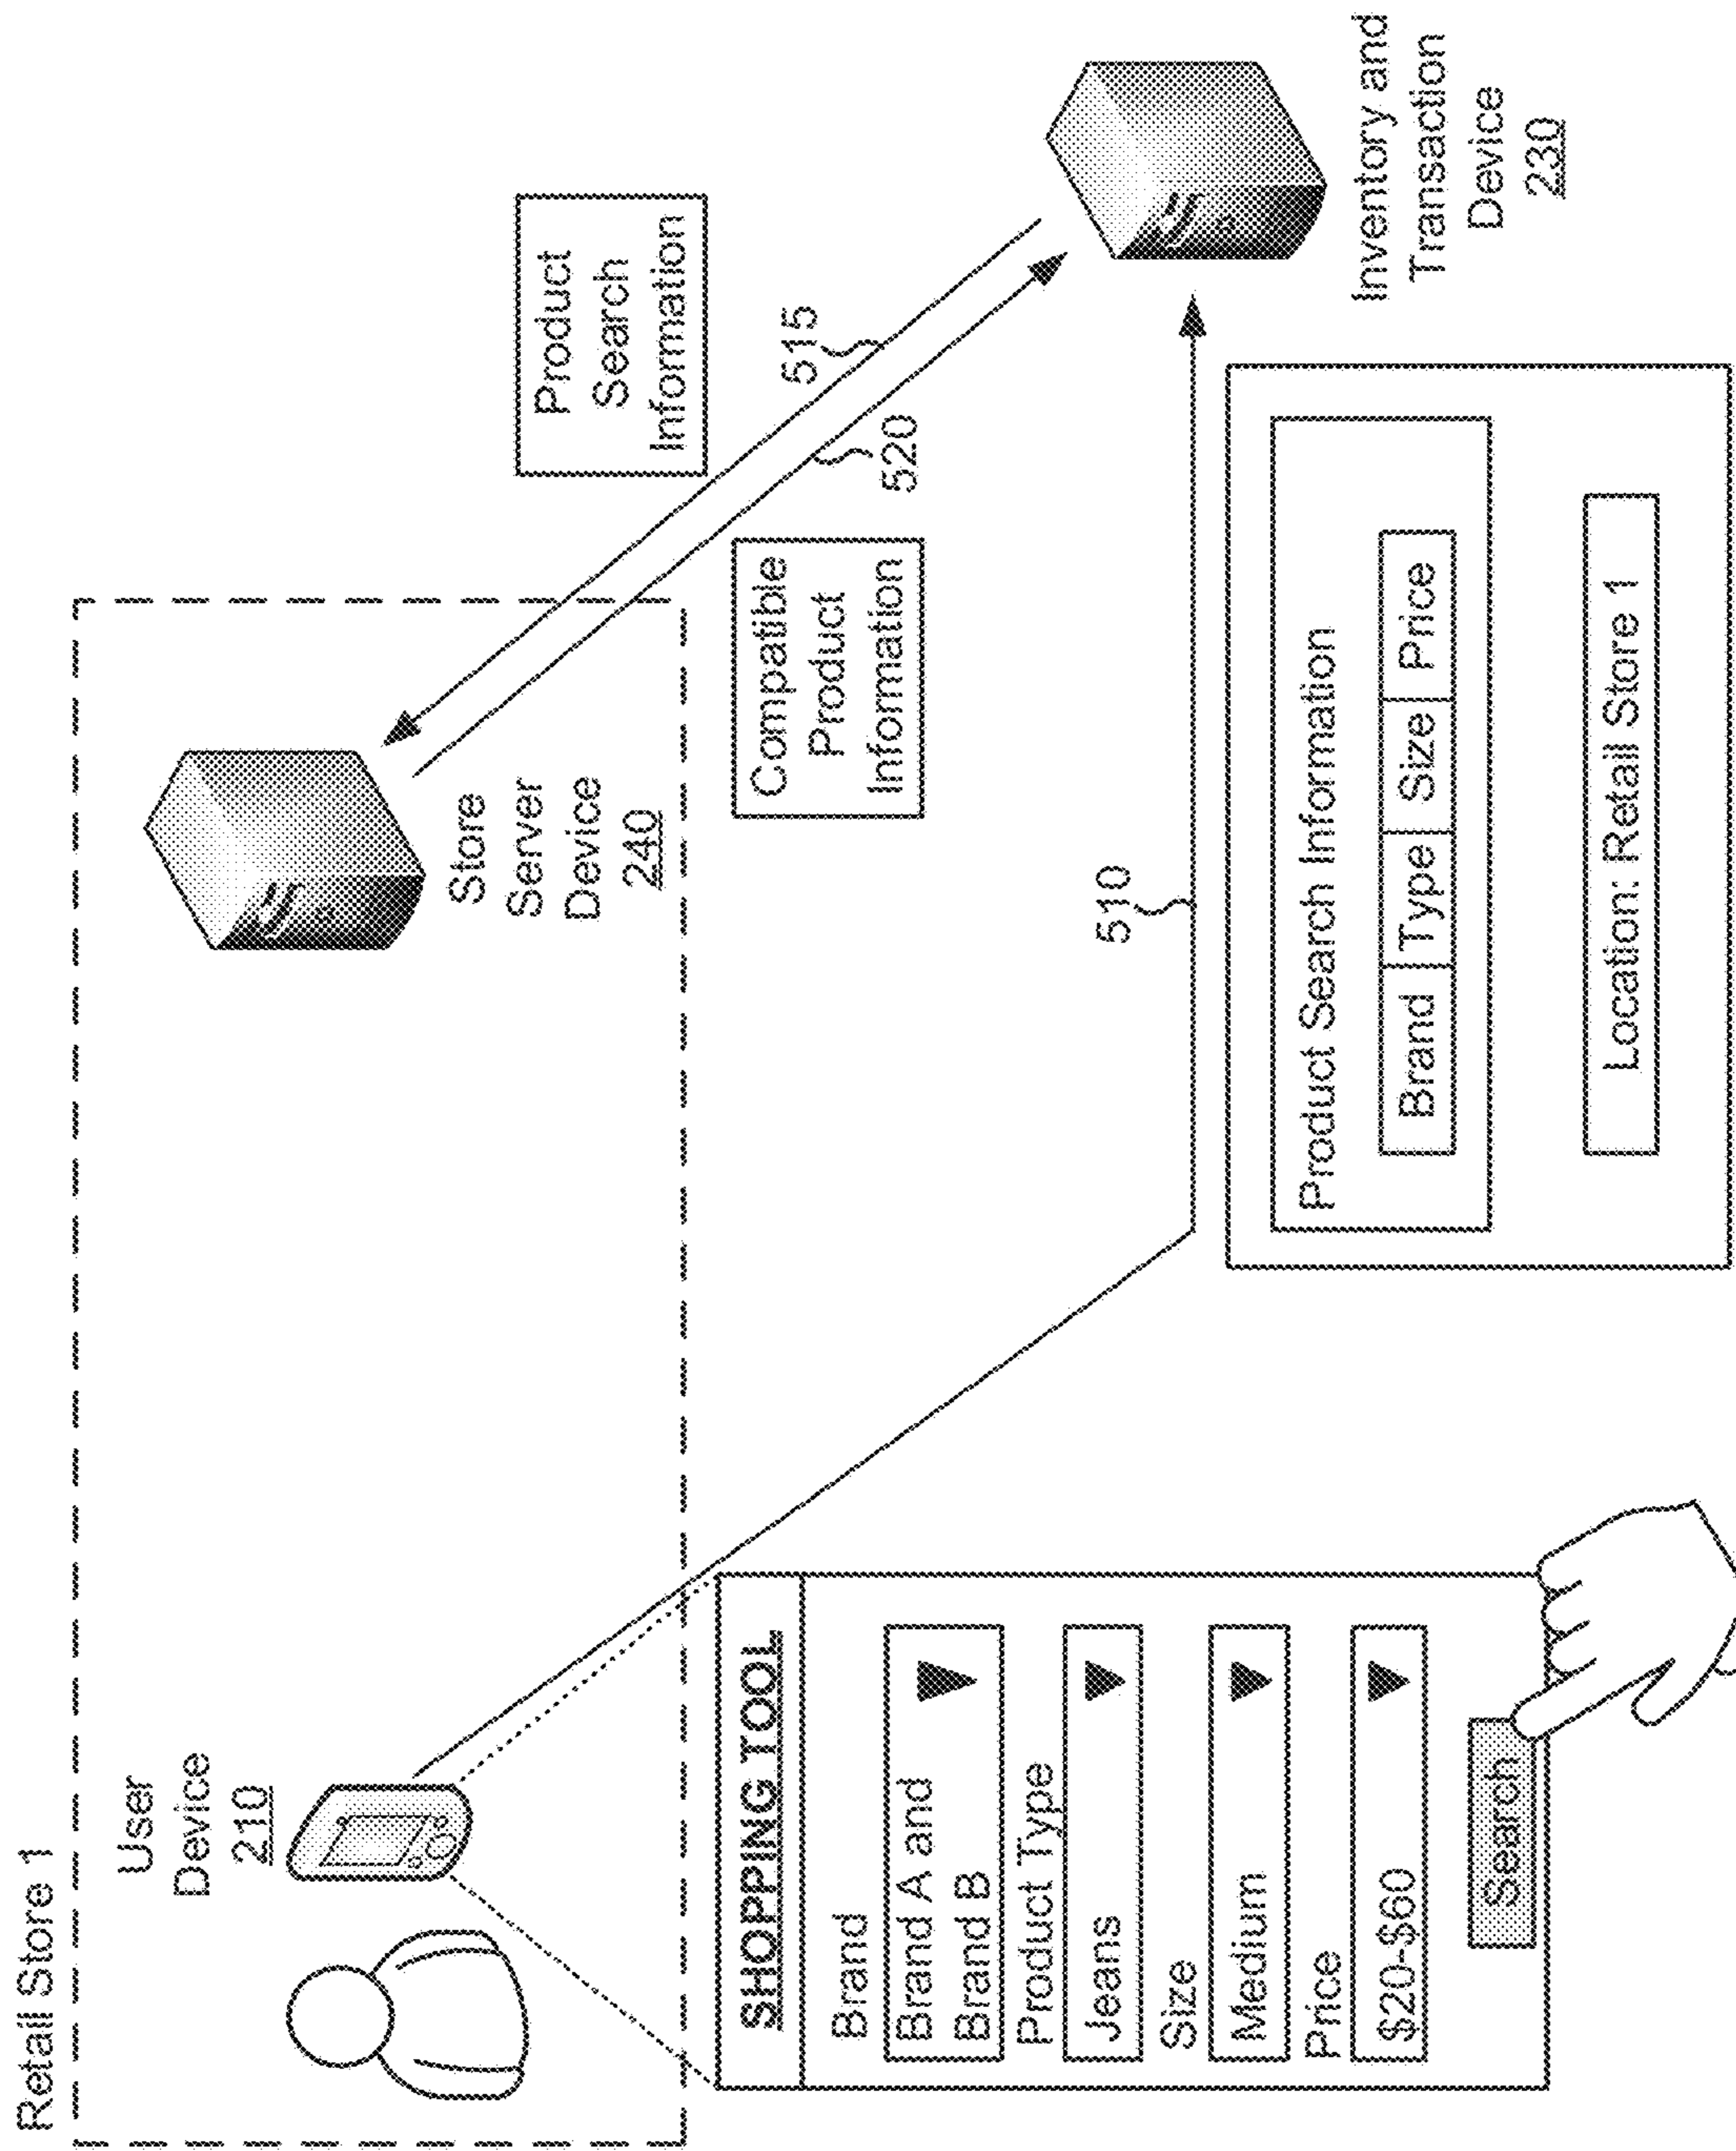 Retail Store 1
User
Device
210
Store
Server
Device
240
Product
Search
Information
515
520
Compatible
Product
Information
510
Inventory and
Transaction
Device
230
SHOPPING TOOL
Brand
Brand A and
Brand B
Product Type
Jeans
Size
Medium
Price
$20-$60
Search
Product Search Information
Brand Type Size Price
Location: Retail Store 1